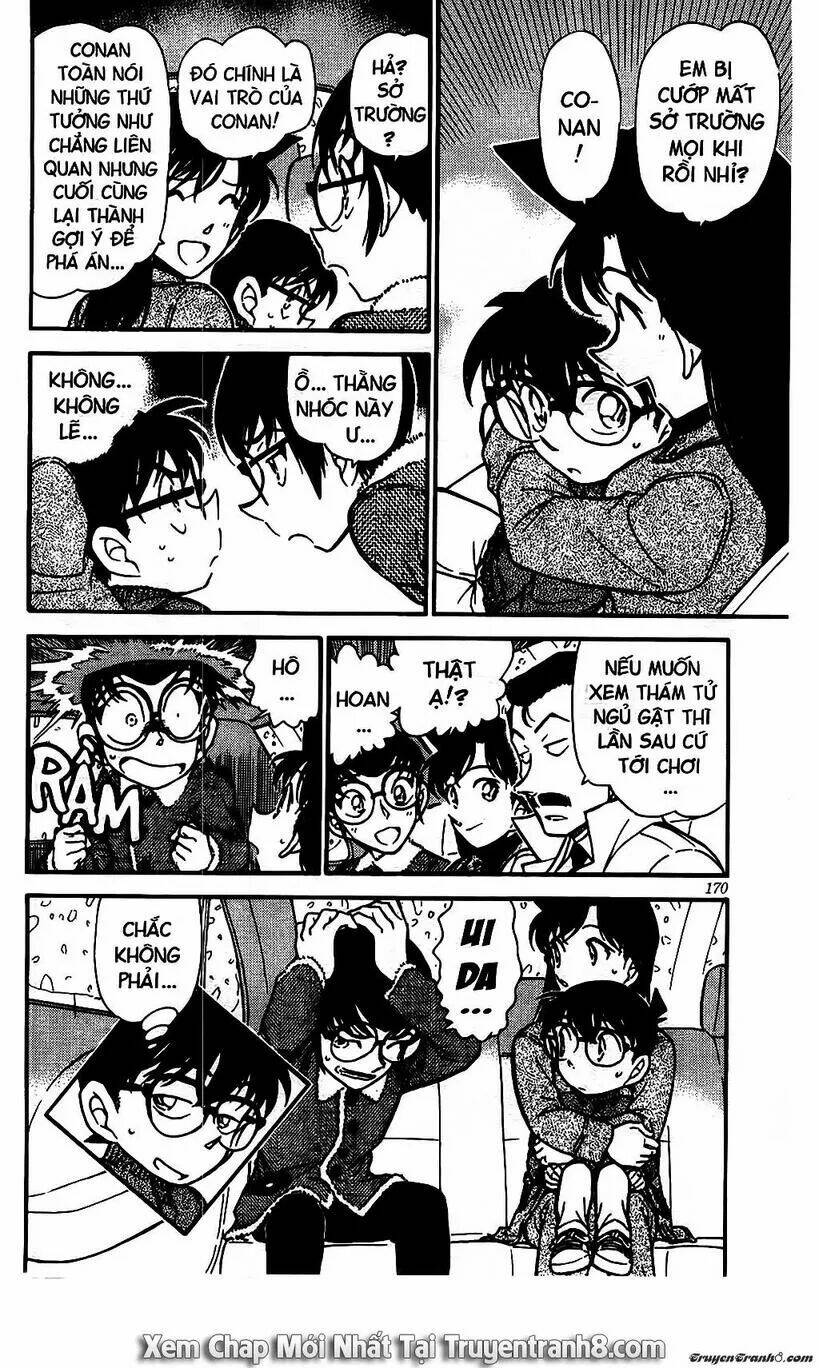 EM BỊ
CƯỚP MẤT
SỞ TRƯỜNG
MỌI KHI
RỒI NHỈ?
CO-
NAN
!
HẢ?
SỞ
TRƯỜNG
?
ĐÓ CHÍNH LÀ
VAI TRÒ CỦA
CONAN!
CONAN
TOÀN NÓI
NHỮNG THỨ
TƯỞNG NHƯ
CHẲNG LIÊN
QUAN NHƯNG
CUỐI CÙNG
LẠI THÀNH
GỢI Ý ĐỂ
PHÁ ÁN...
Ồ... THẰNG
NHÓC NÀY
Ư...
KHÔNG...
KHÔNG
LẼ...
NẾU MUỐN
XEM THÁM TỬ
NGỦ GẬT THÌ
LẦN SAU CỨ
TỚI CHƠI
...
THẬT
Ạ!?
HOAN
...
HÔ
...
RẦM
170
UI
DA
...
CHẮC
KHÔNG
PHẢI...
Xem Chap Mới Nhất Tại Truyentranh8.com
TruyenTranh8.com